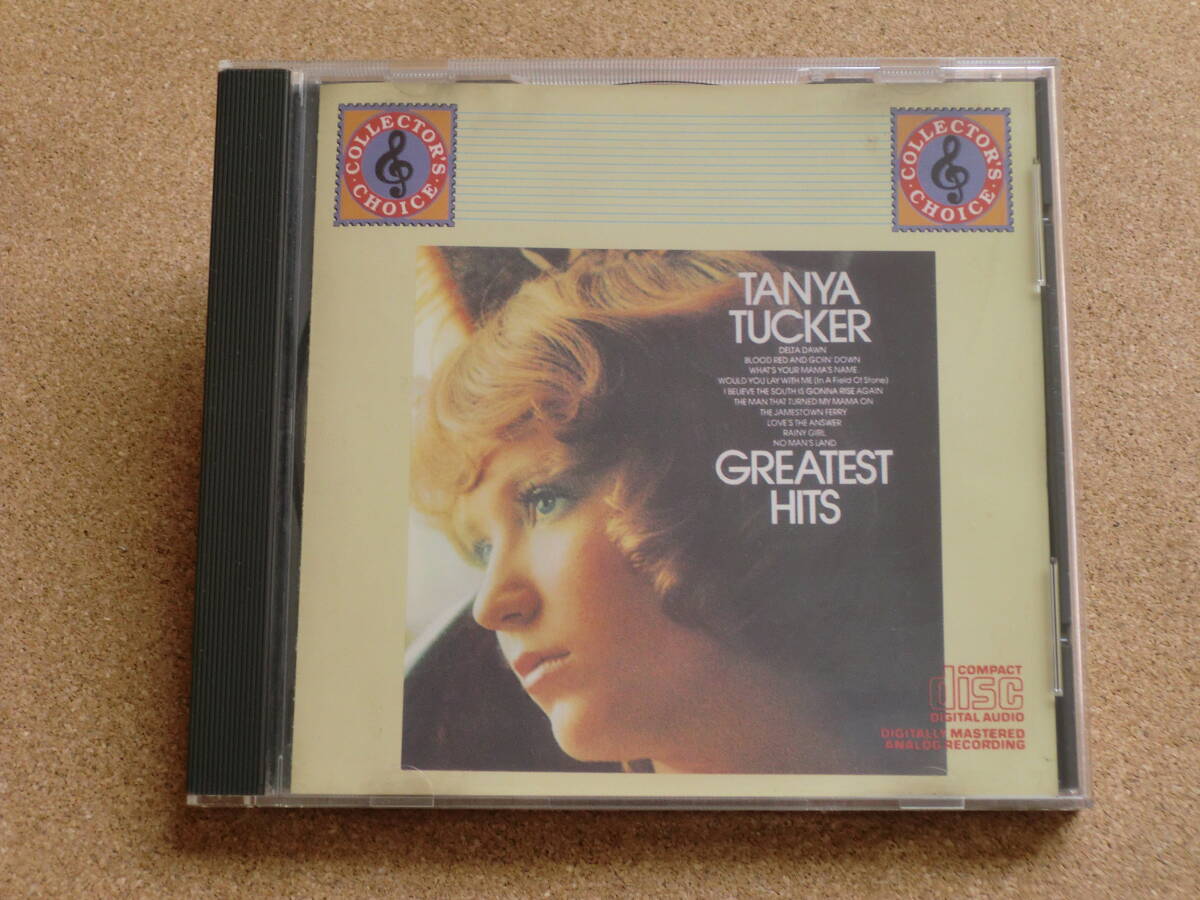 COLLECTOR'S
CHOICE
COLLECTOR'S
CHOICE
TANYA
TUCKER
DELTA DAWN
BLOOD RED AND GOIN' DOWN
WHAT'S YOUR MAMA'S NAME
WOULD YOU LAY WITH ME (In A Field Of Stone)
I BELIEVE THE SOUTH IS GONNA RISE AGAIN
THE MAN THAT TURNED MY MAMA ON
THE JAMESTOWN FERRY
LOVE'S THE ANSWER
RAINY GIRL
NO MAN'S LAND
GREATEST
HITS
COMPACT
disc
DIGITAL AUDIO
DIGITALLY MASTERED
ANALOG RECORDING